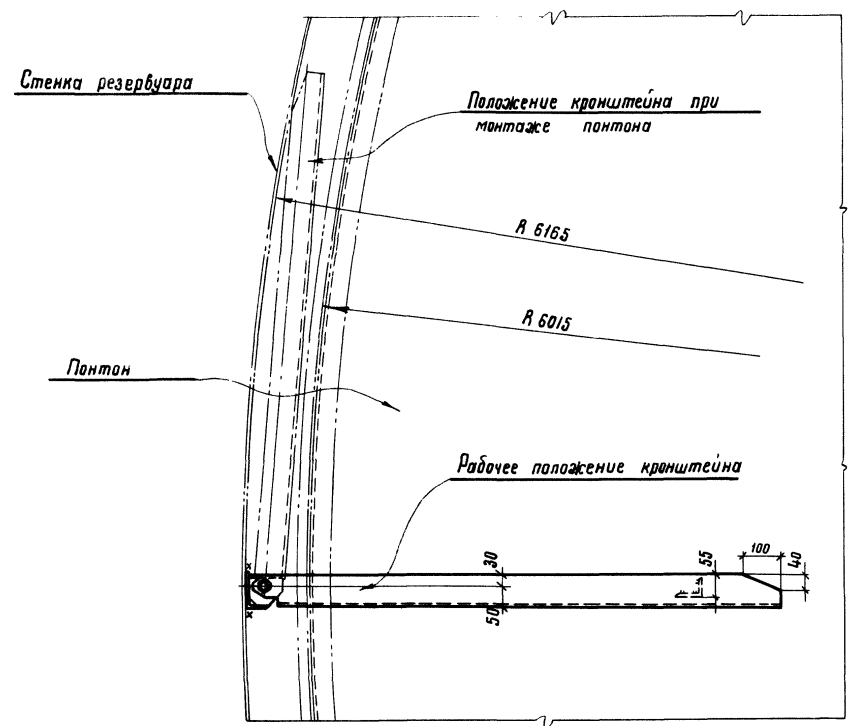 Стенка резервуара
Положение кронштейна при
монтаже понтона
R 6165
R 6015
Понтон
Рабочее положение кронштейна
30
50
55
100
40